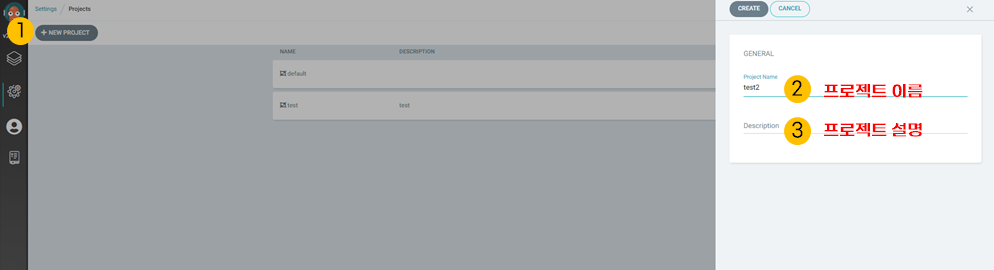 Settings / Projects
CREATE
CANCEL
1
+ NEW PROJECT
NAME
DESCRIPTION
default
test
test
GENERAL
Project Name
test2
2
프로젝트 이름
Description
3
프로젝트 설명